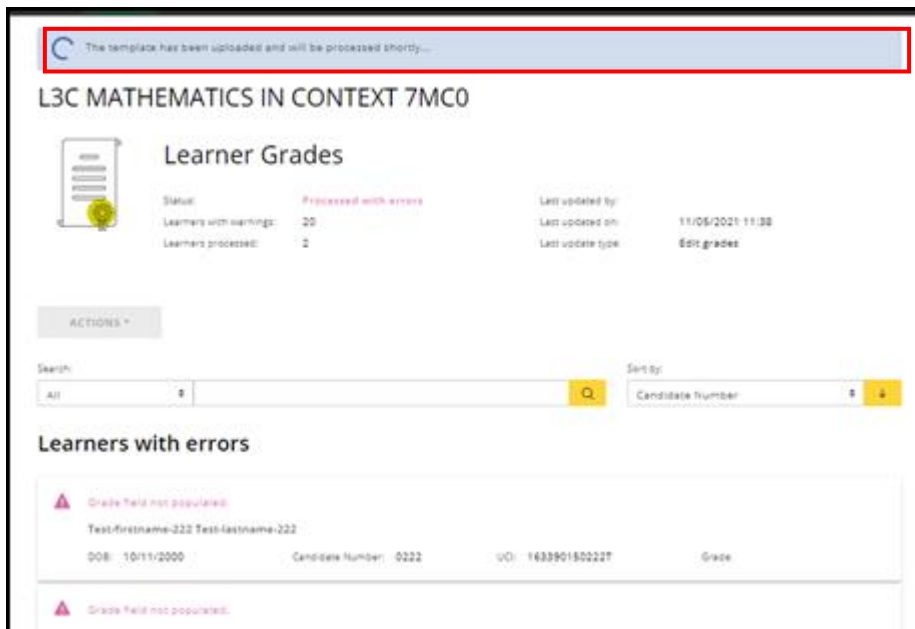 The template has been uploaded and will be processed shortly...
L3C MATHEMATICS IN CONTEXT 7MC0
Learner Grades
Status: Processed with errors Last updated by:
Learners with warnings: 20 Last updated on: 11/05/2021 11:38
Learners processed: 2 Last update type Edit grades
ACTIONS
Search: Sort by:
All Candidate Number
Learners with errors
Grade field not populated.
Test-firstname-222 Test-lastname-222
DOB: 10/11/2000 Candidate Number: 0222 UCI: 163390150222T Grade:
Grade field not populated.